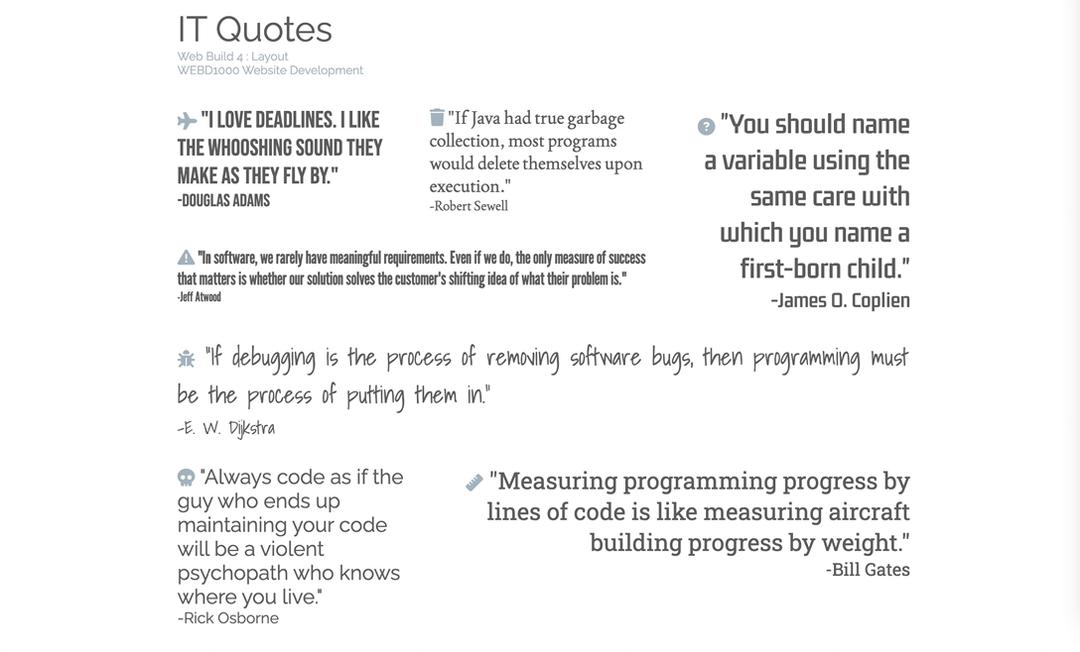 IT Quotes
Web Build 4 : Layout
WEBD1000 Website Development
"I LOVE DEADLINES. I LIKE
THE WHOOSHING SOUND THEY
MAKE AS THEY FLY BY."
-DOUGLAS ADAMS
"If Java had true garbage
collection, most programs
would delete themselves upon
execution."
-Robert Sewell
"You should name
a variable using the
same care with
which you name a
first-born child."
-James O. Coplien
"In software, we rarely have meaningful requirements. Even if we do, the only measure of success
that matters is whether our solution solves the customer's shifting idea of what their problem is."
-Jeff Atwood
"If debugging is the process of removing software bugs, then programming must
be the process of putting them in."
-E. W. Dijkstra
"Always code as if the
guy who ends up
maintaining your code
will be a violent
psychopath who knows
where you live."
-Rick Osborne
"Measuring programming progress by
lines of code is like measuring aircraft
building progress by weight."
-Bill Gates